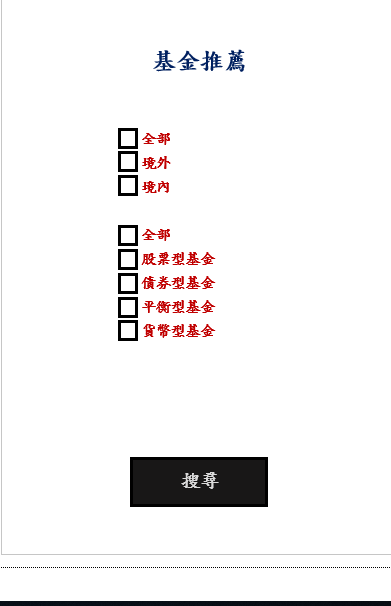 基金推薦
全部
境外
境內
全部
股票型基金
債券型基金
平衡型基金
貨幣型基金
搜尋